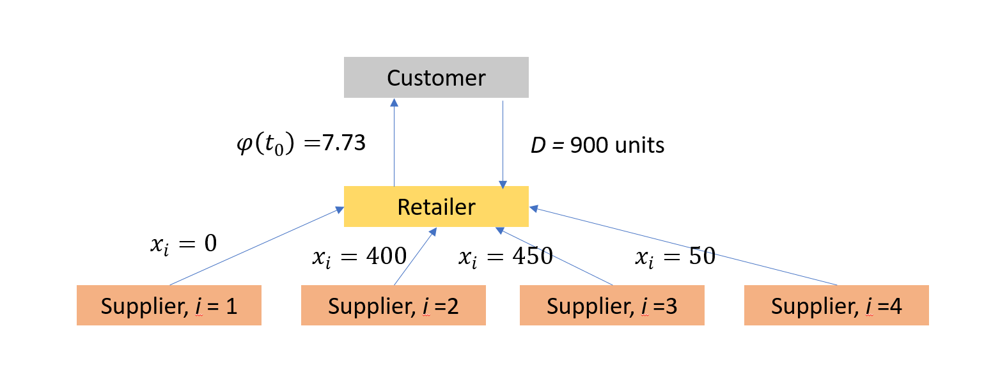 Customer
φ(t₀) =7.73
D = 900 units
Retailer
xᵢ = 0
xᵢ = 400
xᵢ = 450
xᵢ = 50
Supplier, i = 1
Supplier, i =2
Supplier, i =3
Supplier, i =4